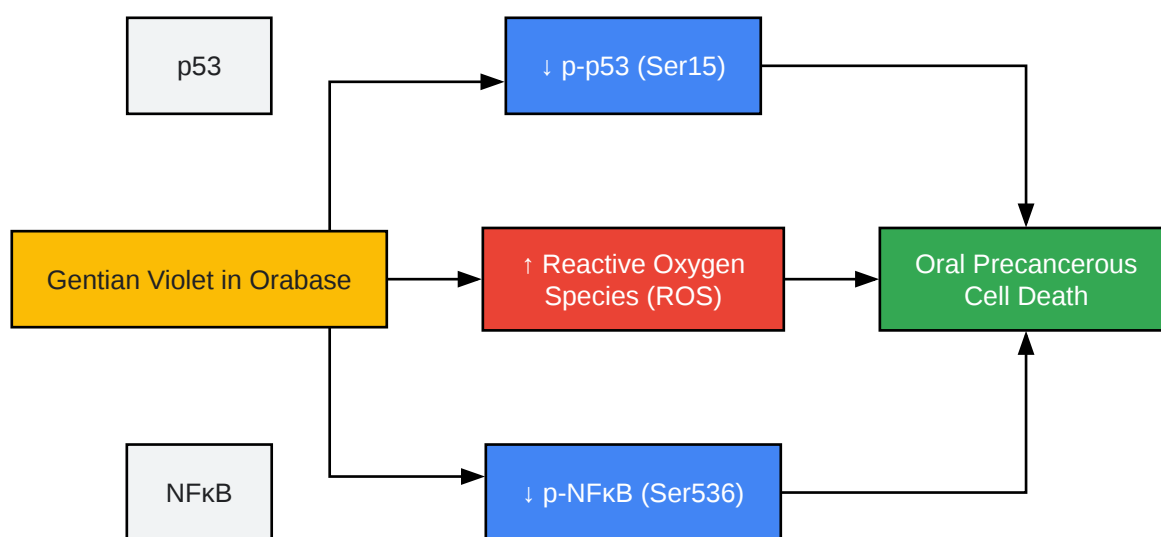 p53
↓ p-p53 (Ser15)
Gentian Violet in Orabase
↑ Reactive Oxygen
Species (ROS)
Oral Precancerous
Cell Death
NFκB
↓ p-NFκB (Ser536)